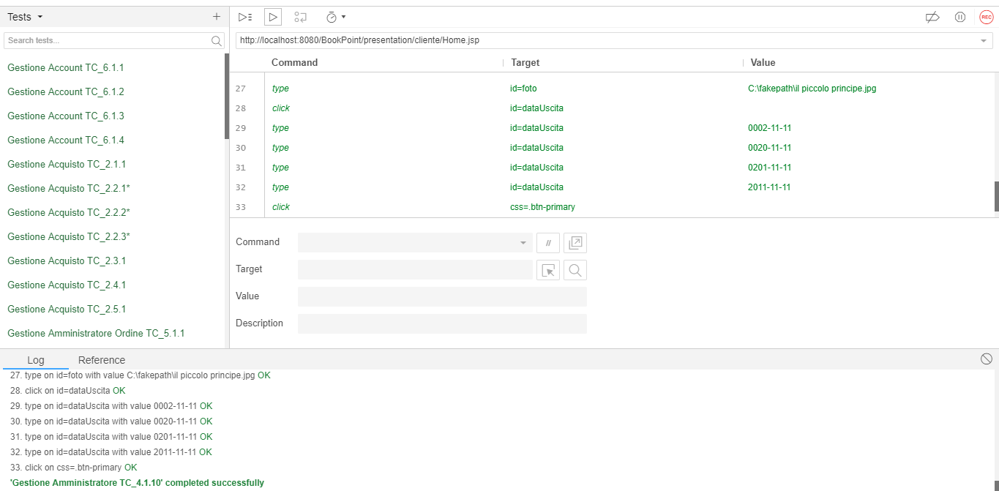 Tests
Search tests...
Gestione Account TC_6.1.1
Gestione Account TC_6.1.2
Gestione Account TC_6.1.3
Gestione Account TC_6.1.4
Gestione Acquisto TC_2.1.1
Gestione Acquisto TC_2.2.1*
Gestione Acquisto TC_2.2.2*
Gestione Acquisto TC_2.2.3*
Gestione Acquisto TC_2.3.1
Gestione Acquisto TC_2.4.1
Gestione Acquisto TC_2.5.1
Gestione Amministratore Ordine TC_5.1.1
REC
http://localhost:8080/BookPoint/presentation/cliente/Home.jsp
Command Target Value
27 type id=foto C:\fakepath\il piccolo principe.jpg
28 click id=dataUscita
29 type id=dataUscita 0002-11-11
30 type id=dataUscita 0020-11-11
31 type id=dataUscita 0201-11-11
32 type id=dataUscita 2011-11-11
33 click css=.btn-primary
Command //
Target
Value
Description
Log Reference
27. type on id=foto with value C:\fakepath\il piccolo principe.jpg OK
28. click on id=dataUscita OK
29. type on id=dataUscita with value 0002-11-11 OK
30. type on id=dataUscita with value 0020-11-11 OK
31. type on id=dataUscita with value 0201-11-11 OK
32. type on id=dataUscita with value 2011-11-11 OK
33. click on css=.btn-primary OK
'Gestione Amministratore TC_4.1.10' completed successfully